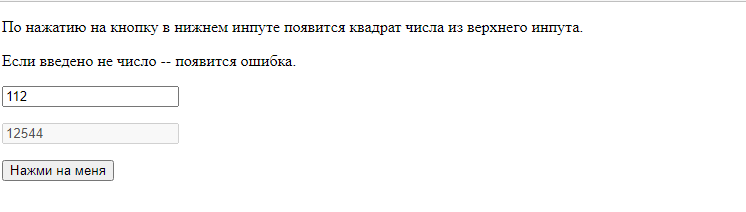 По нажатию на кнопку в нижнем инпуте появится квадрат числа из верхнего инпута.
Если введено не число -- появится ошибка.
112
12544
Нажми на меня